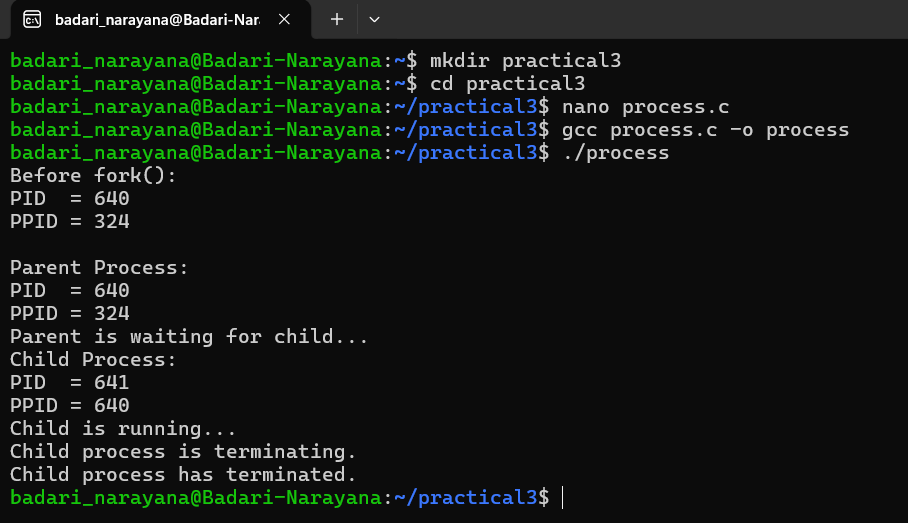 badari_narayana@Badari-Nar
badari_narayana@Badari-Narayana:~$ mkdir practical3
badari_narayana@Badari-Narayana:~$ cd practical3
badari_narayana@Badari-Narayana:~/practical3$ nano process.c
badari_narayana@Badari-Narayana:~/practical3$ gcc process.c -o process
badari_narayana@Badari-Narayana:~/practical3$ ./process
Before fork():
PID  = 640
PPID = 324
Parent Process:
PID  = 640
PPID = 324
Parent is waiting for child...
Child Process:
PID  = 641
PPID = 640
Child is running...
Child process is terminating.
Child process has terminated.
badari_narayana@Badari-Narayana:~/practical3$